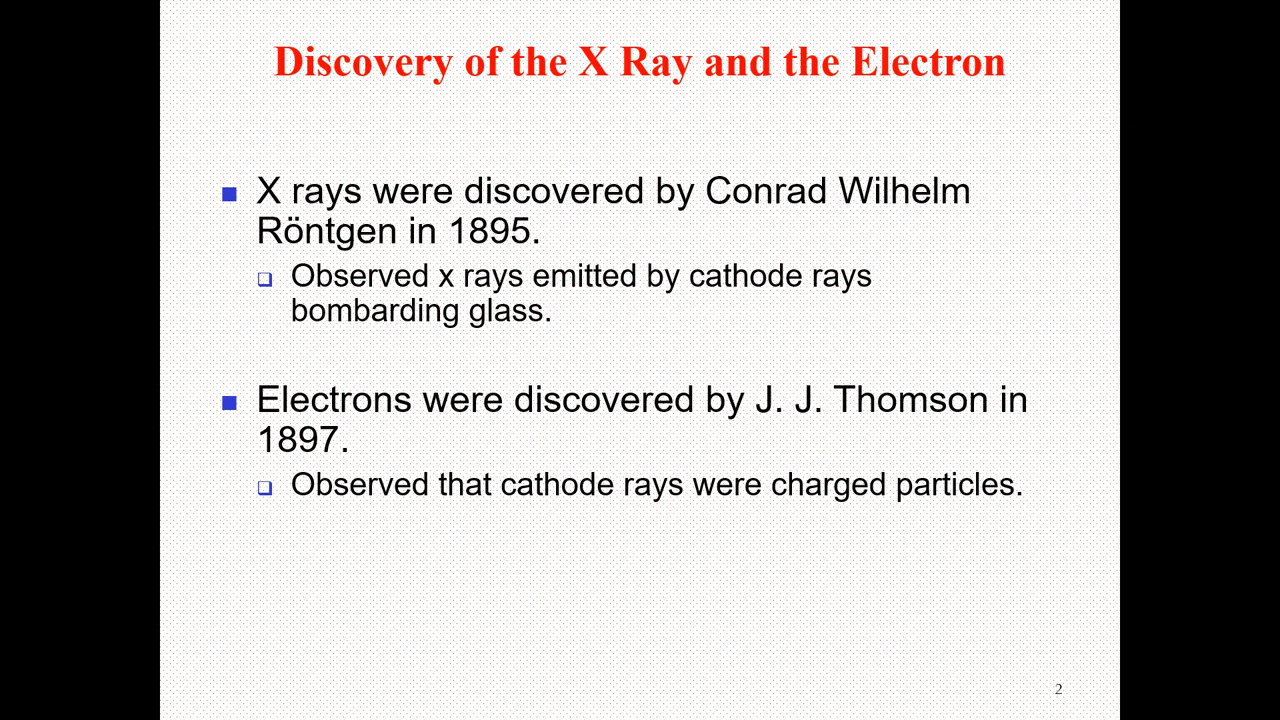 Discovery of the X Ray and the Electron
X rays were discovered by Conrad Wilhelm
Röntgen in 1895.
Observed x rays emitted by cathode rays
bombarding glass.
Electrons were discovered by J. J. Thomson in
1897.
Observed that cathode rays were charged particles.
2